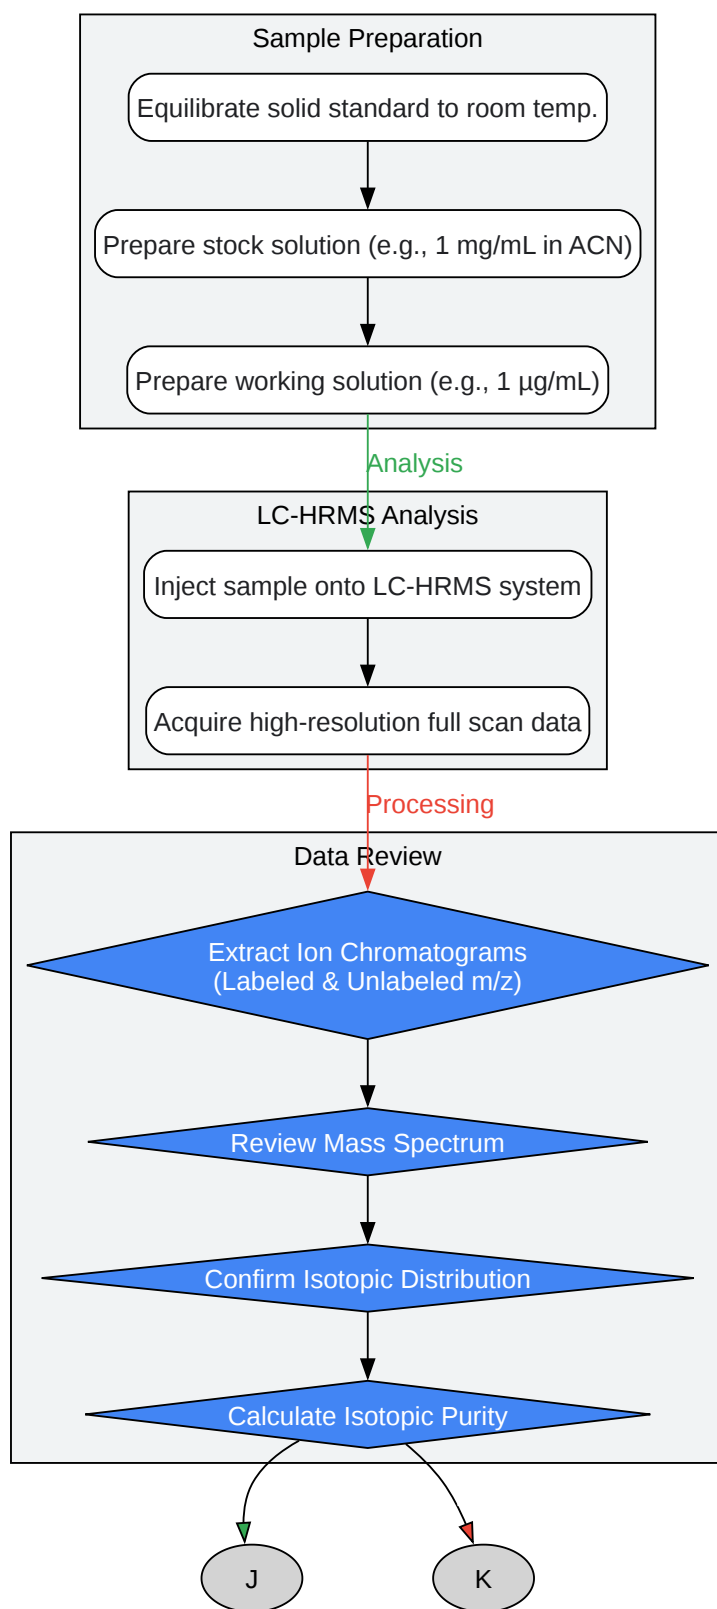 Sample Preparation
Equilibrate solid standard to room temp.
Prepare stock solution (e.g., 1 mg/mL in ACN)
Prepare working solution (e.g., 1 µg/mL)
Analysis
LC-HRMS Analysis
Inject sample onto LC-HRMS system
Acquire high-resolution full scan data
Processing
Data Review
Extract Ion Chromatograms
(Labeled & Unlabeled m/z)
Review Mass Spectrum
Confirm Isotopic Distribution
Calculate Isotopic Purity
J
K